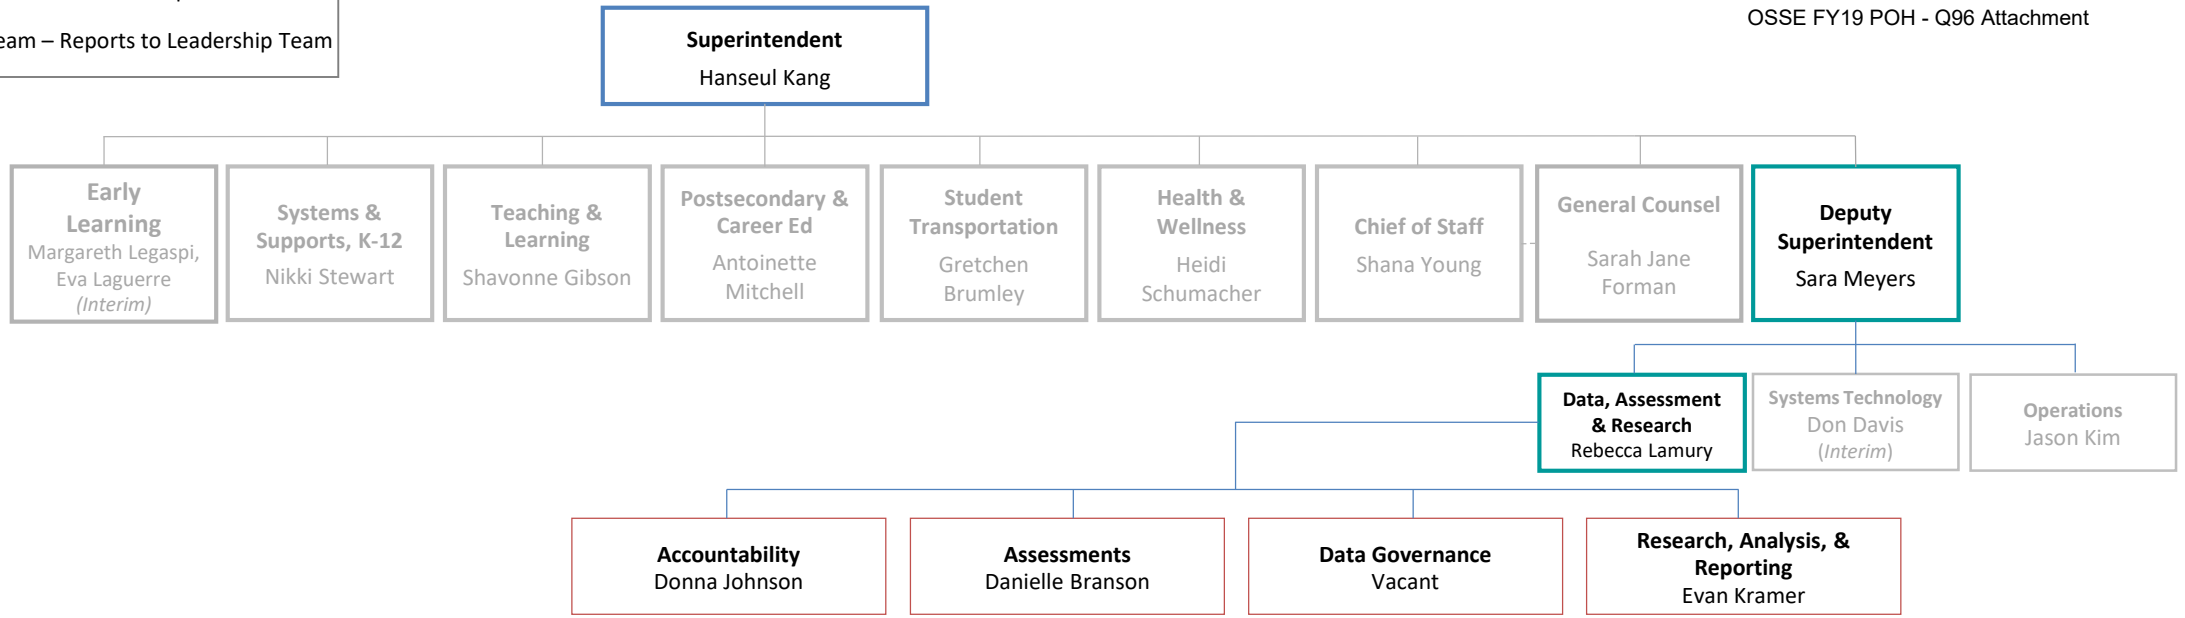 OSSE FY19 POH - Q96 Attachment
eam – Reports to Leadership Team
Superintendent
Hanseul Kang
Early
Learning
Margareth Legaspi,
Eva Laguerre
(Interim)
Systems &
Supports, K-12
Nikki Stewart
Teaching &
Learning
Shavonne Gibson
Postsecondary &
Career Ed
Antoinette
Mitchell
Student
Transportation
Gretchen
Brumley
Health &
Wellness
Heidi
Schumacher
Chief of Staff
Shana Young
General Counsel
Sarah Jane
Forman
Deputy
Superintendent
Sara Meyers
Data, Assessment
& Research
Rebecca Lamury
Systems Technology
Don Davis
(Interim)
Operations
Jason Kim
Accountability
Donna Johnson
Assessments
Danielle Branson
Data Governance
Vacant
Research, Analysis, &
Reporting
Evan Kramer